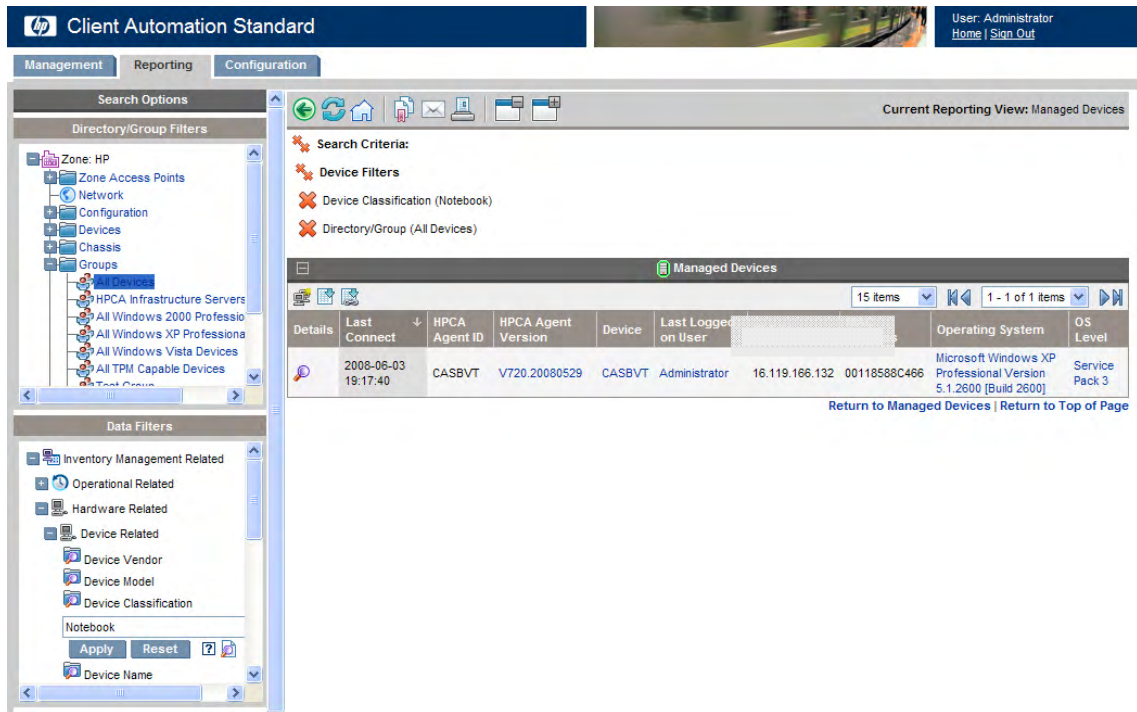 hp Client Automation Standard
User: Administrator
Home | Sign Out
Management Reporting Configuration
Search Options
Directory/Group Filters
Zone: HP
Zone Access Points
Network
Configuration
Devices
Chassis
Groups
All Devices
HPCA Infrastructure Servers
All Windows 2000 Professio
All Windows XP Professiona
All Windows Vista Devices
All TPM Capable Devices
Test Group
Data Filters
Inventory Management Related
Operational Related
Hardware Related
Device Related
Device Vendor
Device Model
Device Classification
Notebook
Apply Reset ?
Device Name
Current Reporting View: Managed Devices
Search Criteria:
Device Filters
Device Classification (Notebook)
Directory/Group (All Devices)
Managed Devices
15 items 1 - 1 of 1 items
Details Last Connect HPCA Agent ID HPCA Agent Version Device Last Logged on User Operating System OS Level
2008-06-03 19:17:40 CASBVT V720.20080529 CASBVT Administrator 16.119.166.132 00118588C466 Microsoft Windows XP Professional Version 5.1.2600 [Build 2600] Service Pack 3
Return to Managed Devices | Return to Top of Page